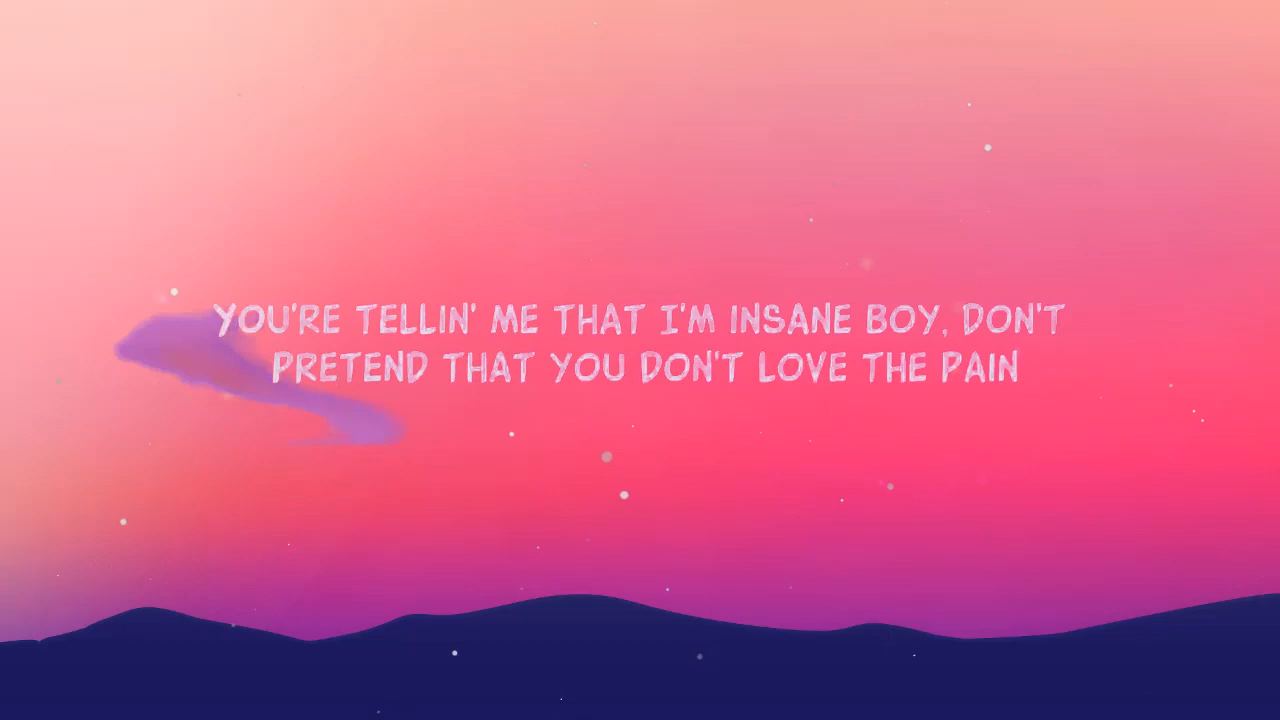 YOU'RE TELLIN' ME THAT I'M INSANE BOY, DON'T
PRETEND THAT YOU DON'T LOVE THE PAIN